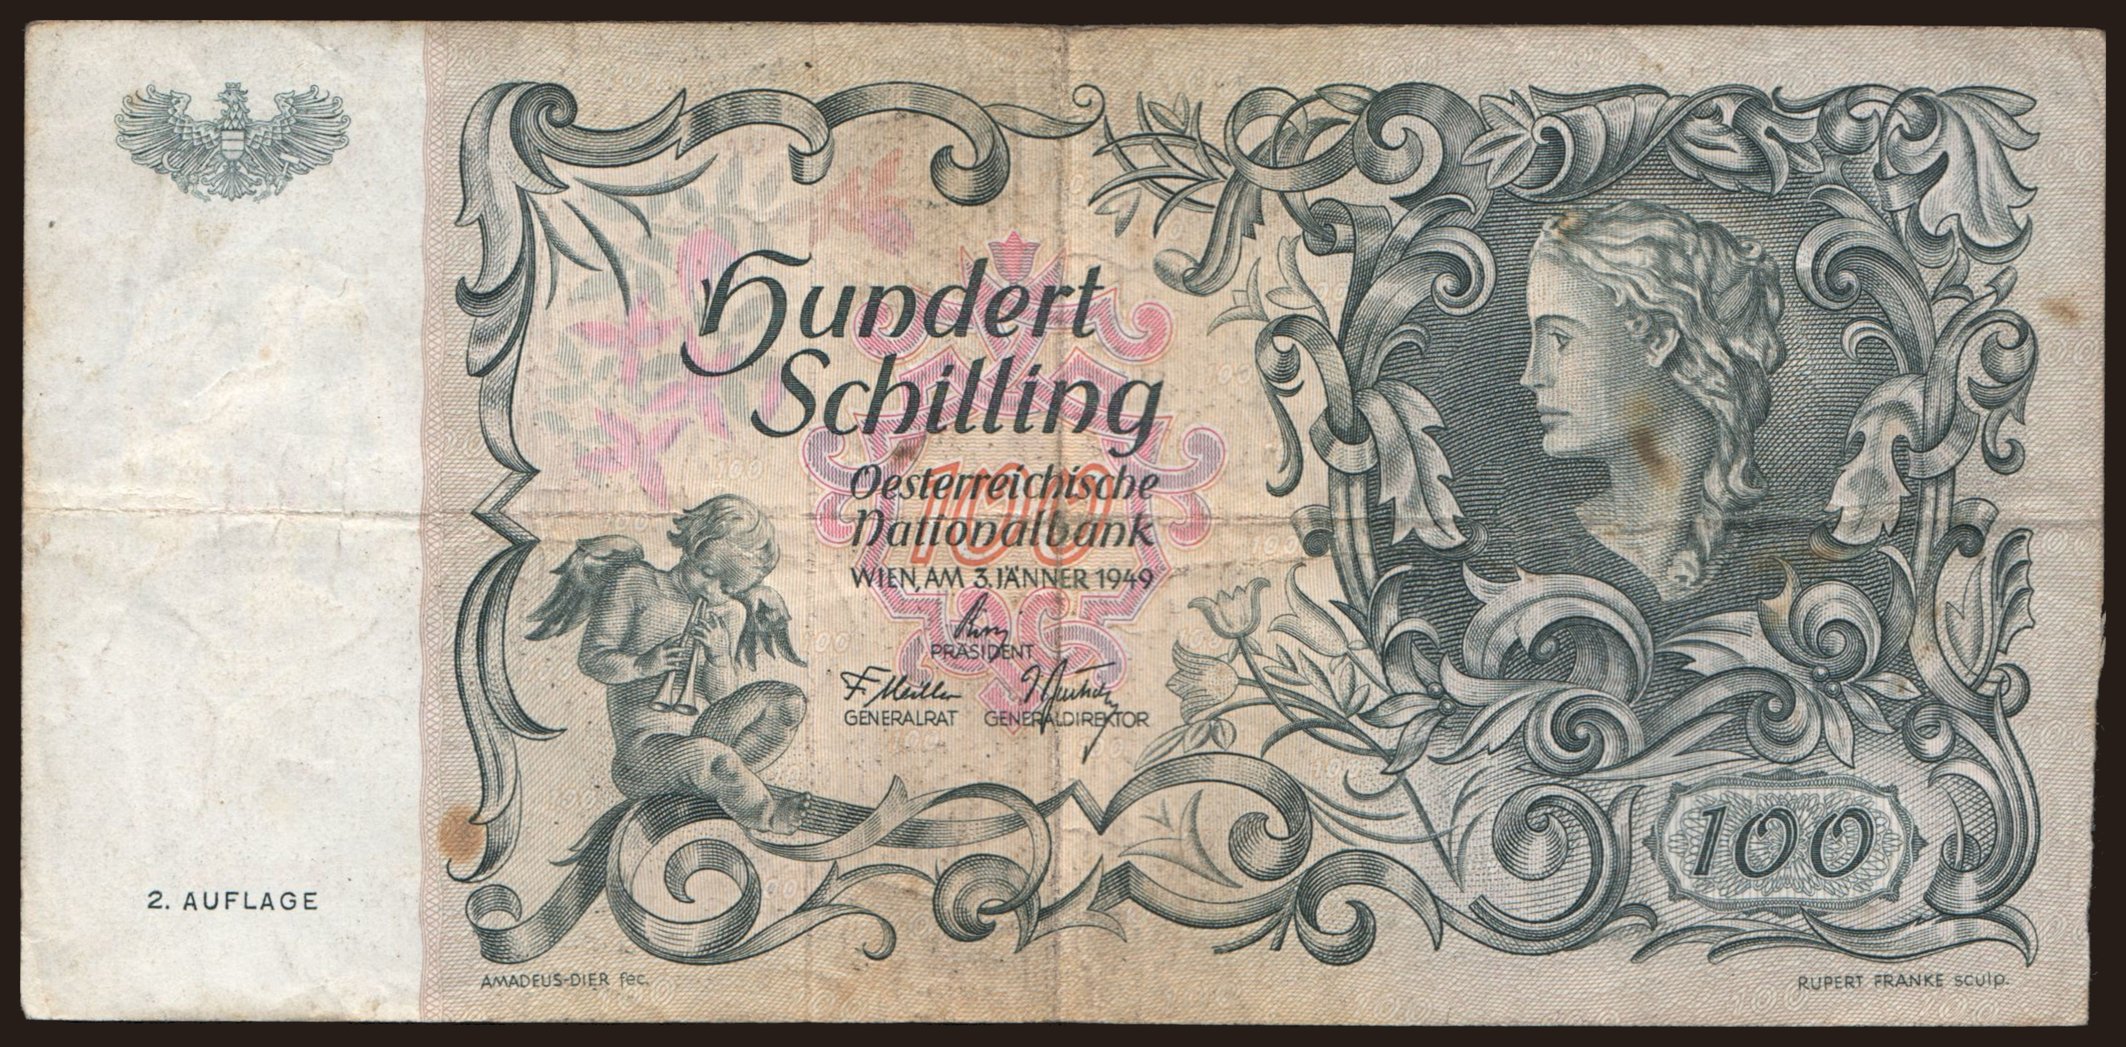 Hundert
Schilling
100
Oesterreichische
Nationalbank
WIEN, AM 3. JÄNNER 1949
PRÄSIDENT
GENERALRAT GENERALDIREKTOR
100
2. AUFLAGE
AMADEUS-DIER fec.
RUPERT FRANKE sculp.